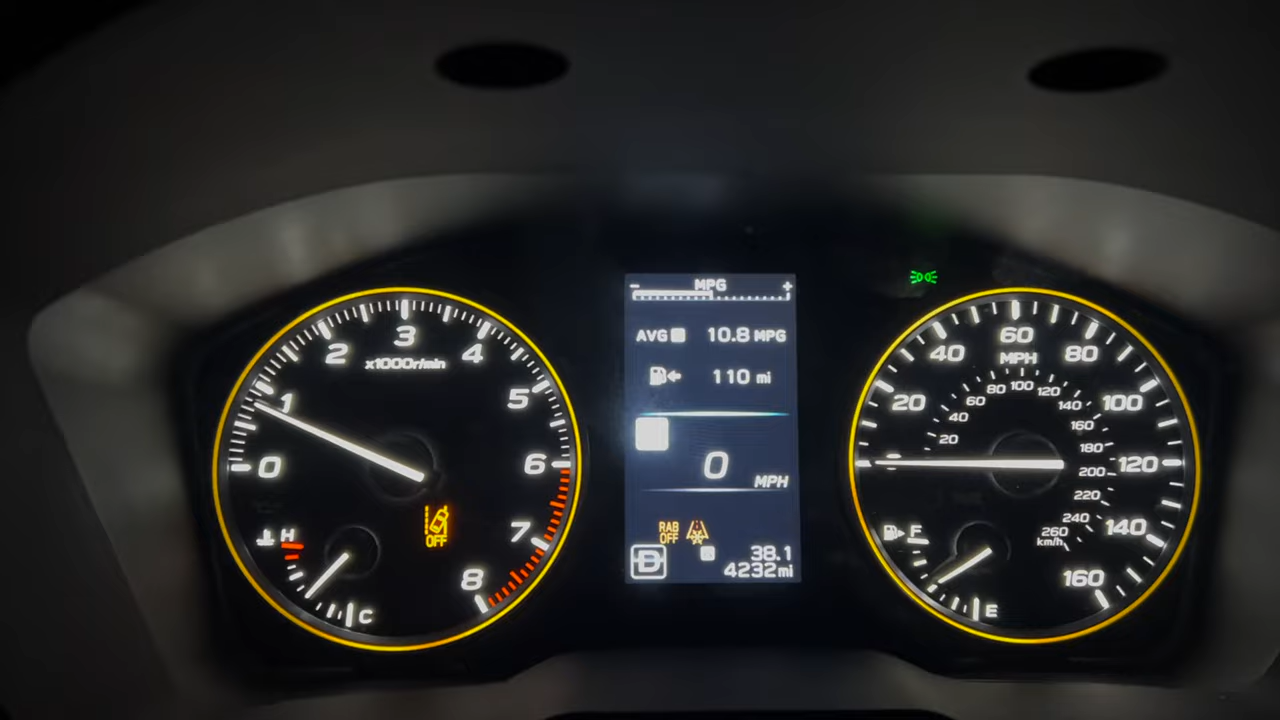 0
1
2
3
4
5
6
7
8
x1000r/min
H
C
OFF
- MPG +
AVG 10.8 MPG
110 mi
0
MPH
RAB
OFF
D
38.1
4232mi
20
40
60
80
100
120
140
160
MPH
20
40
60
80
100
120
140
160
180
200
220
240
260
km/h
F
E